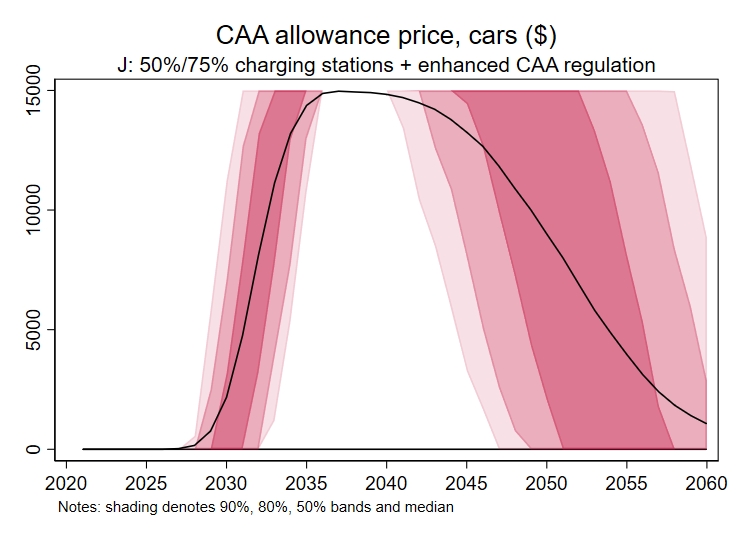 CAA allowance price, cars ($)
J: 50%/75% charging stations + enhanced CAA regulation
15000
10000
5000
0
2020 2025 2030 2035 2040 2045 2050 2055 2060
Notes: shading denotes 90%, 80%, 50% bands and median